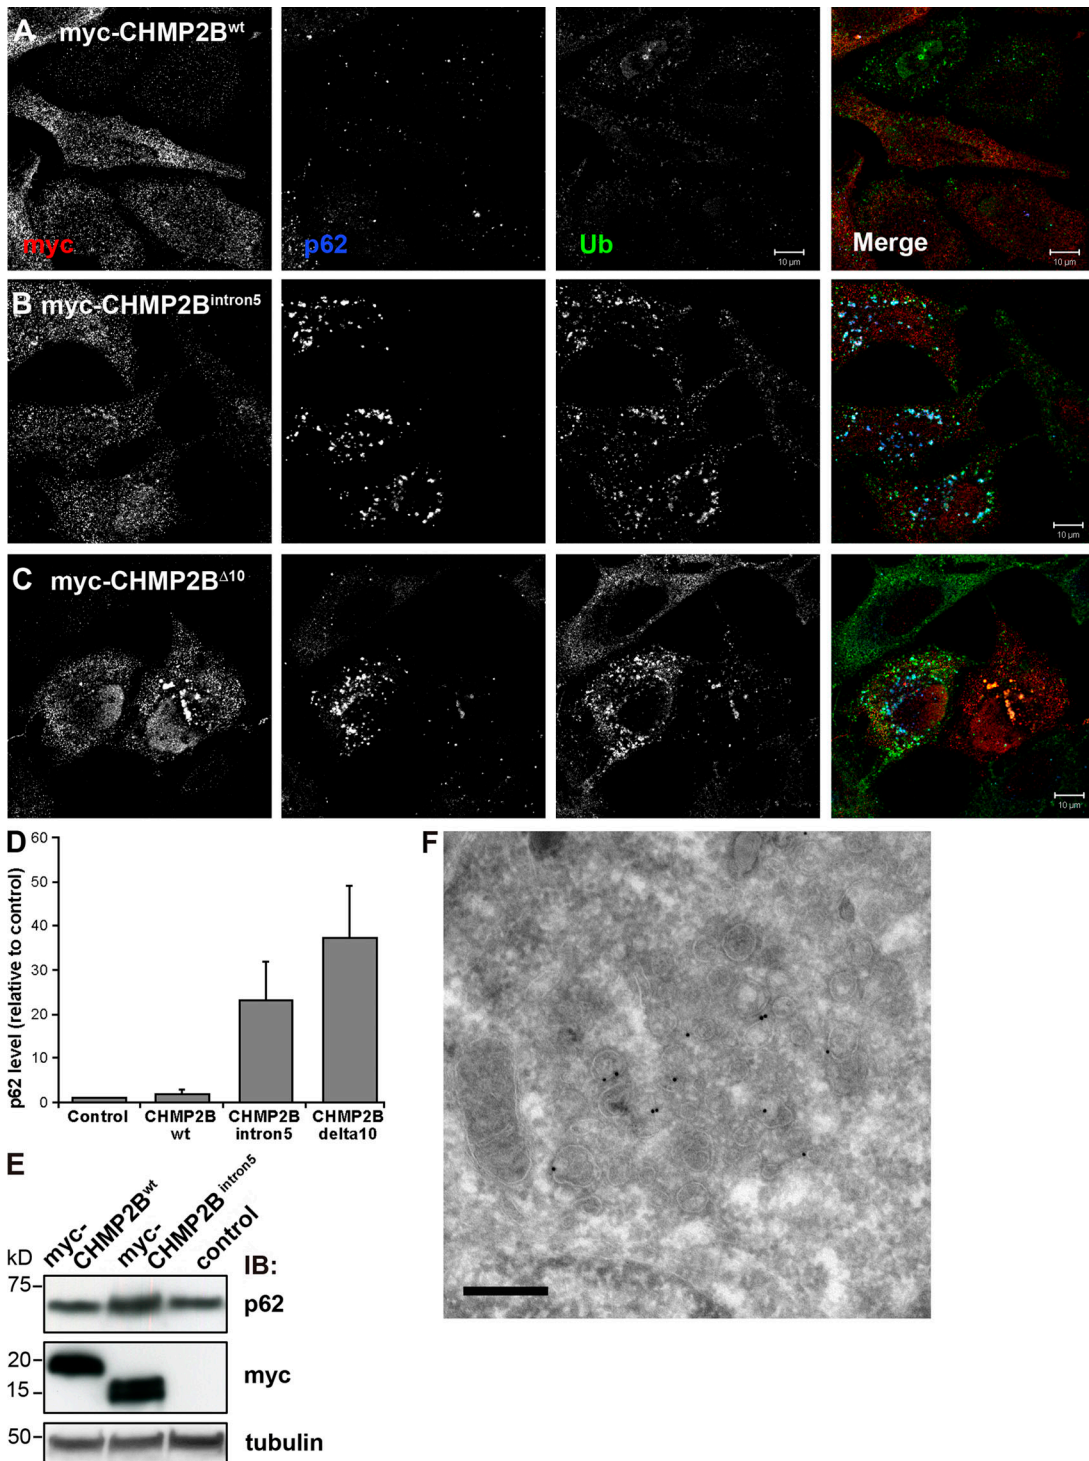 A myc-CHMP2Bwt
myc
p62
Ub
10 µm
Merge
10 µm
B myc-CHMP2Bintron5
10 µm
C myc-CHMP2BΔ10
10 µm
D
p62 level (relative to control)
60
50
40
30
20
10
0
Control
CHMP2B wt
CHMP2B intron5
CHMP2B delta10
E
myc-CHMP2Bwt
myc-CHMP2Bintron5
control
kD
IB:
75
p62
20
15
myc
50
tubulin
F